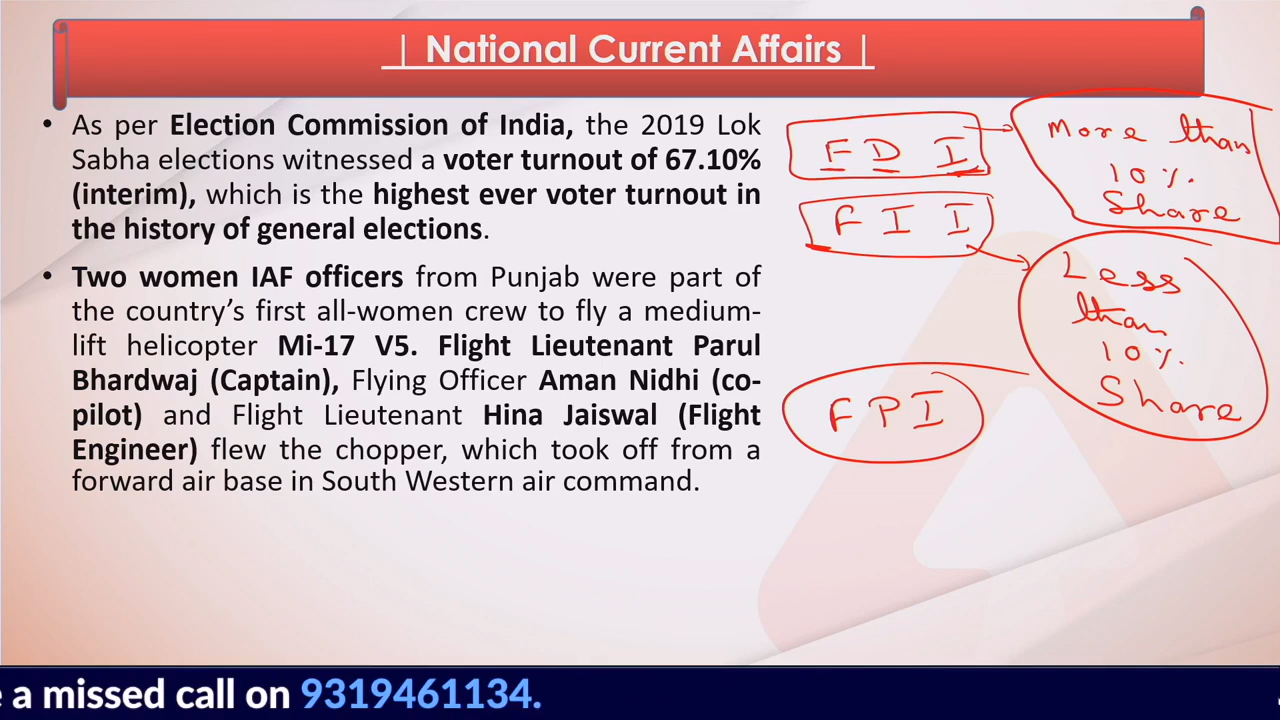 | National Current Affairs |
• As per Election Commission of India, the 2019 Lok
Sabha elections witnessed a voter turnout of 67.10%
(interim), which is the highest ever voter turnout in
the history of general elections.
• Two women IAF officers from Punjab were part of
the country’s first all-women crew to fly a medium-
lift helicopter Mi-17 V5. Flight Lieutenant Parul
Bhardwaj (Captain), Flying Officer Aman Nidhi (co-
pilot) and Flight Lieutenant Hina Jaiswal (Flight
Engineer) flew the chopper, which took off from a
forward air base in South Western air command.
FDI
More than
10%
Share
FII
Less
than
10%
Share
FPI
e a missed call on 9319461134.